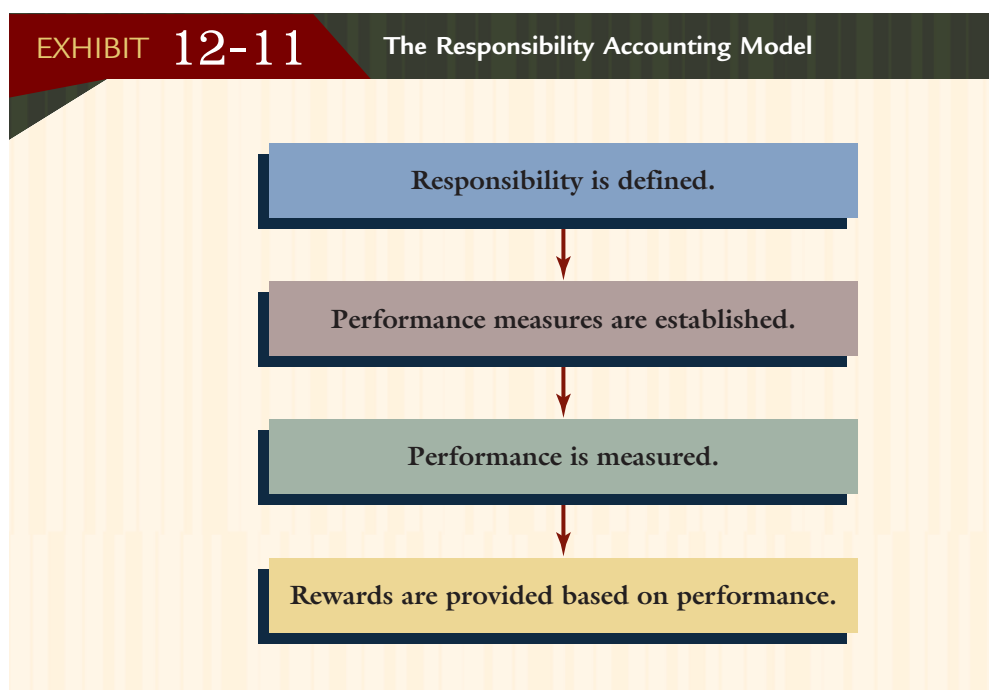 EXHIBIT 12-11 The Responsibility Accounting Model
Responsibility is defined.
Performance measures are established.
Performance is measured.
Rewards are provided based on performance.